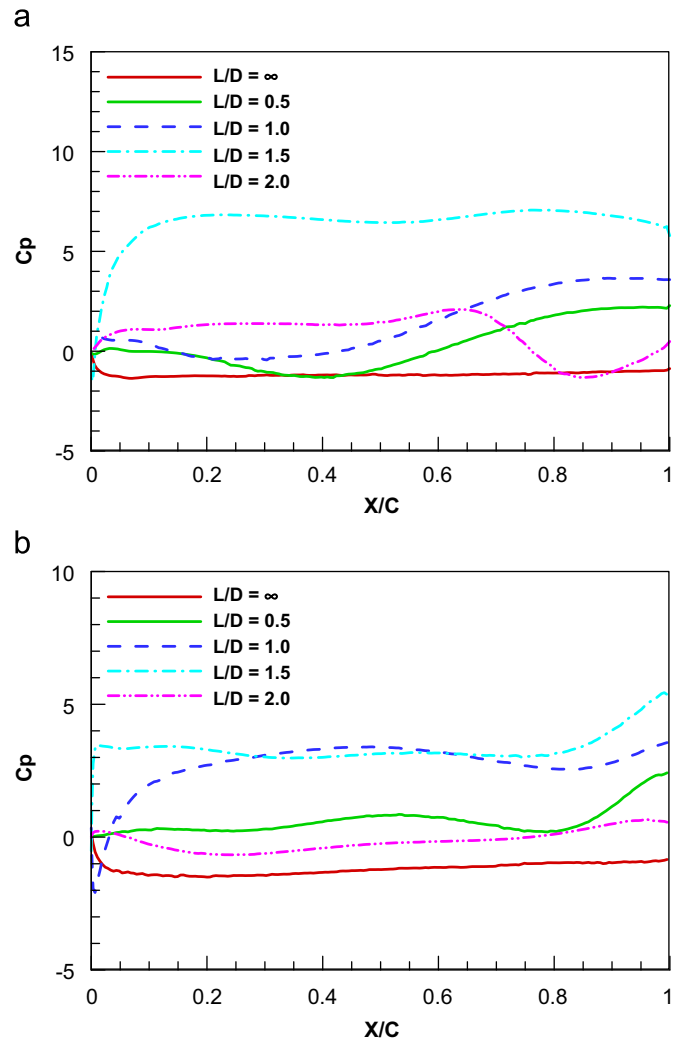 a
15
L/D = ∞
L/D = 0.5
L/D = 1.0
L/D = 1.5
L/D = 2.0
10
5
0
-5
Cp
0 0.2 0.4 0.6 0.8 1
X/C
b
10
L/D = ∞
L/D = 0.5
L/D = 1.0
L/D = 1.5
L/D = 2.0
5
0
-5
Cp
0 0.2 0.4 0.6 0.8 1
X/C